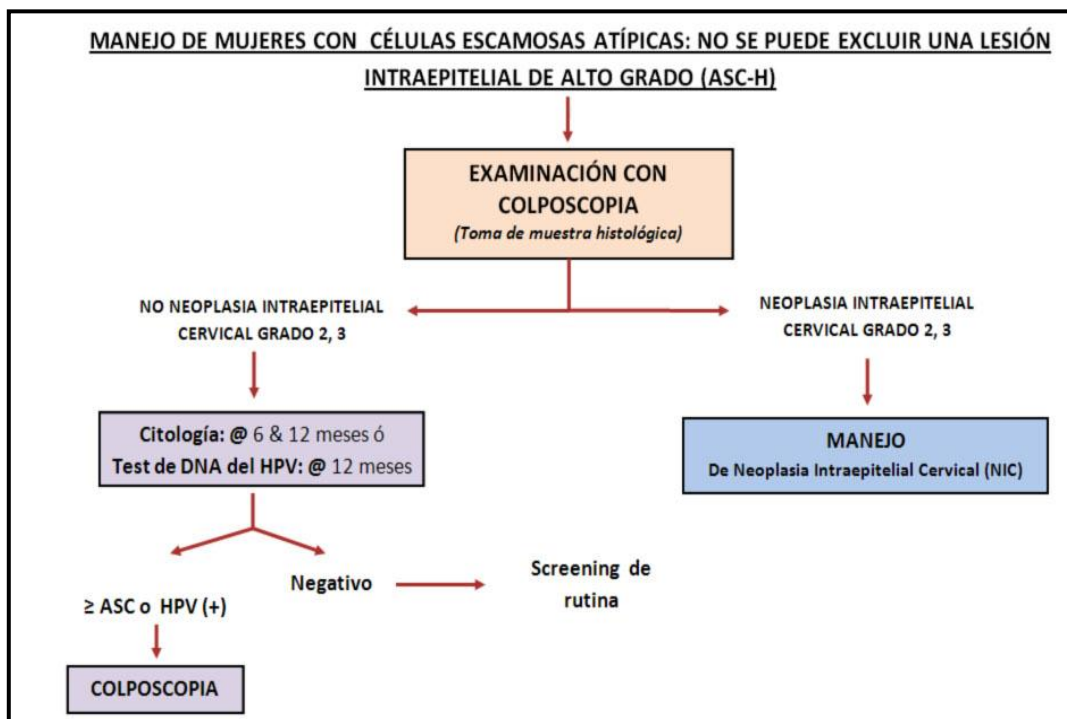 MANEJO DE MUJERES CON CÉLULAS ESCAMOSAS ATÍPICAS: NO SE PUEDE EXCLUIR UNA LESIÓN
INTRAEPITELIAL DE ALTO GRADO (ASC-H)
EXAMINACIÓN CON
COLPOSCOPIA
(Toma de muestra histológica)
NO NEOPLASIA INTRAEPITELIAL
CERVICAL GRADO 2, 3
NEOPLASIA INTRAEPITELIAL
CERVICAL GRADO 2, 3
Citología: @ 6 & 12 meses ó
Test de DNA del HPV: @ 12 meses
MANEJO
De Neoplasia Intraepitelial Cervical (NIC)
≥ ASC o HPV (+)
Negativo
Screening de
rutina
COLPOSCOPIA